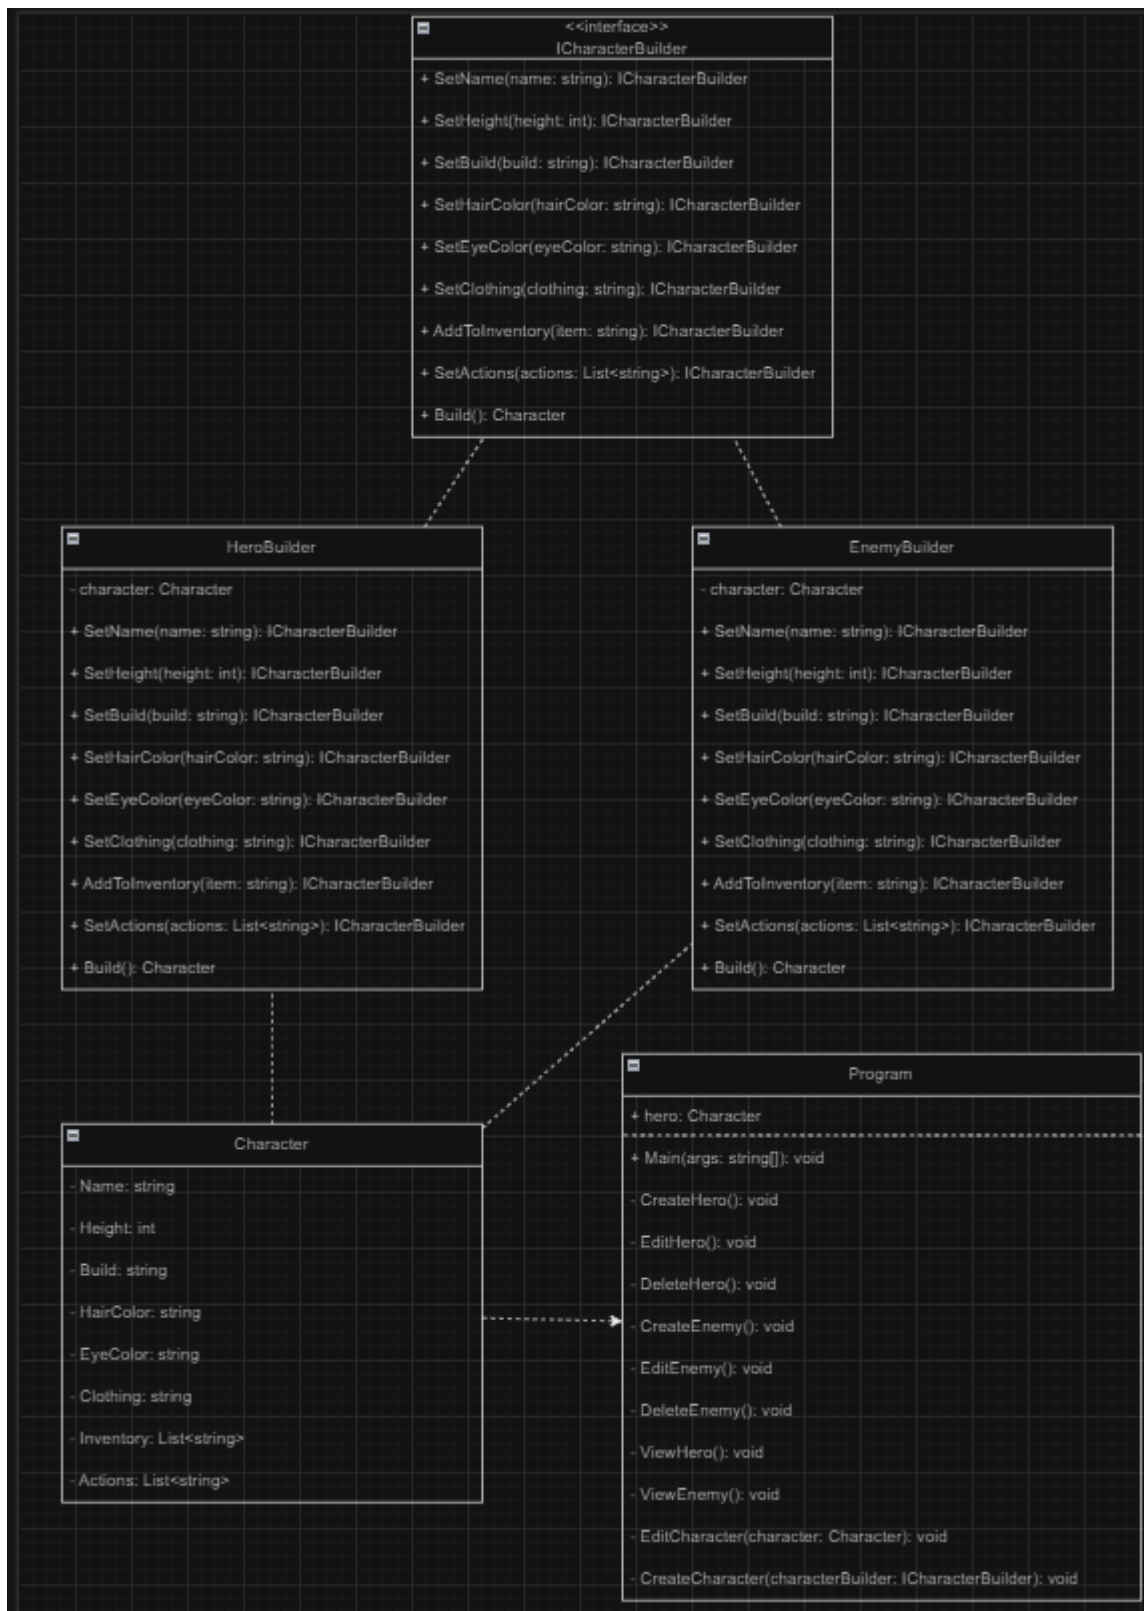 <<interface>>
ICharacterBuilder
+ SetName(name: string): ICharacterBuilder
+ SetHeight(height: int): ICharacterBuilder
+ SetBuild(build: string): ICharacterBuilder
+ SetHairColor(hairColor: string): ICharacterBuilder
+ SetEyeColor(eyeColor: string): ICharacterBuilder
+ SetClothing(clothing: string): ICharacterBuilder
+ AddToInventory(item: string): ICharacterBuilder
+ SetActions(actions: List<string>): ICharacterBuilder
+ Build(): Character
HeroBuilder
- character: Character
+ SetName(name: string): ICharacterBuilder
+ SetHeight(height: int): ICharacterBuilder
+ SetBuild(build: string): ICharacterBuilder
+ SetHairColor(hairColor: string): ICharacterBuilder
+ SetEyeColor(eyeColor: string): ICharacterBuilder
+ SetClothing(clothing: string): ICharacterBuilder
+ AddToInventory(item: string): ICharacterBuilder
+ SetActions(actions: List<string>): ICharacterBuilder
+ Build(): Character
EnemyBuilder
- character: Character
+ SetName(name: string): ICharacterBuilder
+ SetHeight(height: int): ICharacterBuilder
+ SetBuild(build: string): ICharacterBuilder
+ SetHairColor(hairColor: string): ICharacterBuilder
+ SetEyeColor(eyeColor: string): ICharacterBuilder
+ SetClothing(clothing: string): ICharacterBuilder
+ AddToInventory(item: string): ICharacterBuilder
+ SetActions(actions: List<string>): ICharacterBuilder
+ Build(): Character
Character
- Name: string
- Height: int
- Build: string
- HairColor: string
- EyeColor: string
- Clothing: string
- Inventory: List<string>
- Actions: List<string>
Program
+ hero: Character
+ Main(args: string[]): void
- CreateHero(): void
- EditHero(): void
- DeleteHero(): void
- CreateEnemy(): void
- EditEnemy(): void
- DeleteEnemy(): void
- ViewHero(): void
- ViewEnemy(): void
- EditCharacter(character: Character): void
- CreateCharacter(characterBuilder: ICharacterBuilder): void